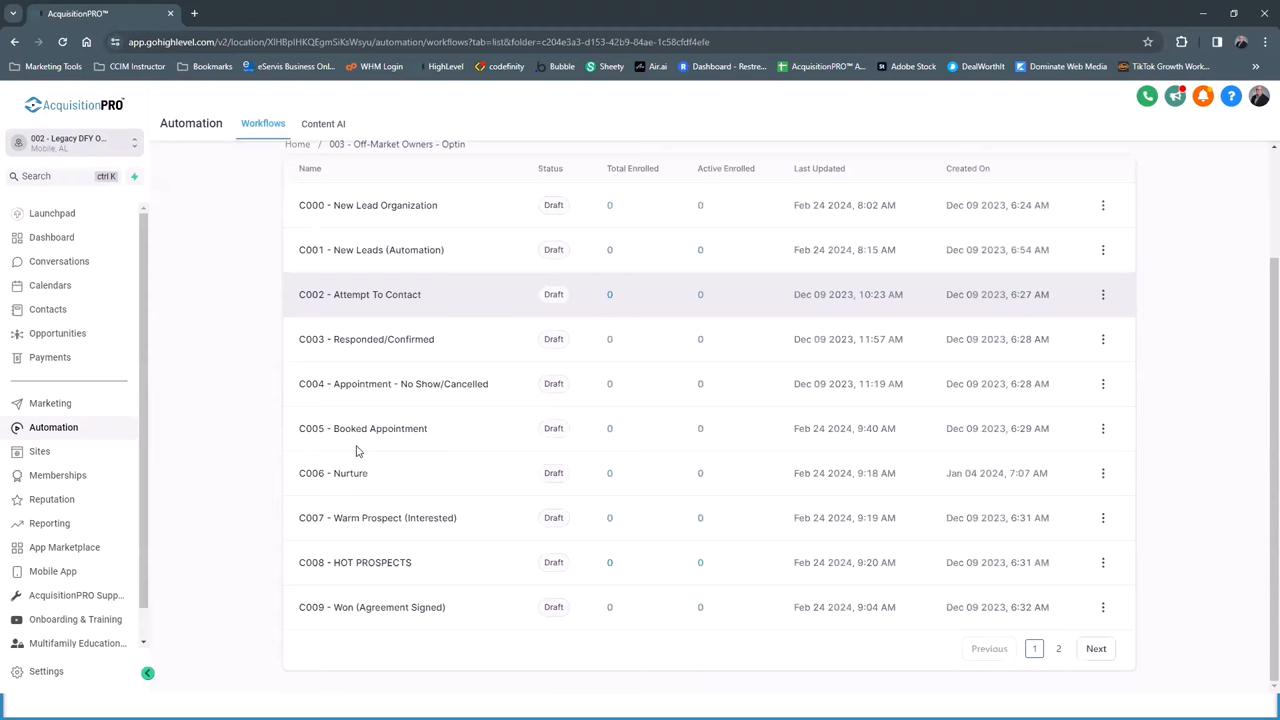 AcquisitionPRO™
app.gohighlevel.com/v2/location/XIHBpIHKQEgmSiKsWsyu/automation/workflows?tab=list&folder=c204e3a3-d153-42b9-84ae-1c58cfdf4efe
Marketing Tools CCIM Instructor Bookmarks eServis Business Onl... WHM Login HighLevel codefinity Bubble Sheety Air.ai Dashboard - Restre... AcquisitionPRO™ A... Adobe Stock DealWorthIt Dominate Web Media TikTok Growth Work...
AcquisitionPRO™
Automation Workflows Content AI
002 - Legacy DFY O...
Mobile, AL
Search ctrl K
Launchpad
Dashboard
Conversations
Calendars
Contacts
Opportunities
Payments
Marketing
Automation
Sites
Memberships
Reputation
Reporting
App Marketplace
Mobile App
AcquisitionPRO Supp...
Onboarding & Training
Multifamily Education...
Settings
Home / 003 - Off-Market Owners - Optin
Name Status Total Enrolled Active Enrolled Last Updated Created On
C000 - New Lead Organization Draft 0 0 Feb 24 2024, 8:02 AM Dec 09 2023, 6:24 AM
C001 - New Leads (Automation) Draft 0 0 Feb 24 2024, 8:15 AM Dec 09 2023, 6:54 AM
C002 - Attempt To Contact Draft 0 0 Dec 09 2023, 10:23 AM Dec 09 2023, 6:27 AM
C003 - Responded/Confirmed Draft 0 0 Dec 09 2023, 11:57 AM Dec 09 2023, 6:28 AM
C004 - Appointment - No Show/Cancelled Draft 0 0 Dec 09 2023, 11:19 AM Dec 09 2023, 6:28 AM
C005 - Booked Appointment Draft 0 0 Feb 24 2024, 9:40 AM Dec 09 2023, 6:29 AM
C006 - Nurture Draft 0 0 Feb 24 2024, 9:18 AM Jan 04 2024, 7:07 AM
C007 - Warm Prospect (Interested) Draft 0 0 Feb 24 2024, 9:19 AM Dec 09 2023, 6:31 AM
C008 - HOT PROSPECTS Draft 0 0 Feb 24 2024, 9:20 AM Dec 09 2023, 6:31 AM
C009 - Won (Agreement Signed) Draft 0 0 Feb 24 2024, 9:04 AM Dec 09 2023, 6:32 AM
Previous 1 2 Next